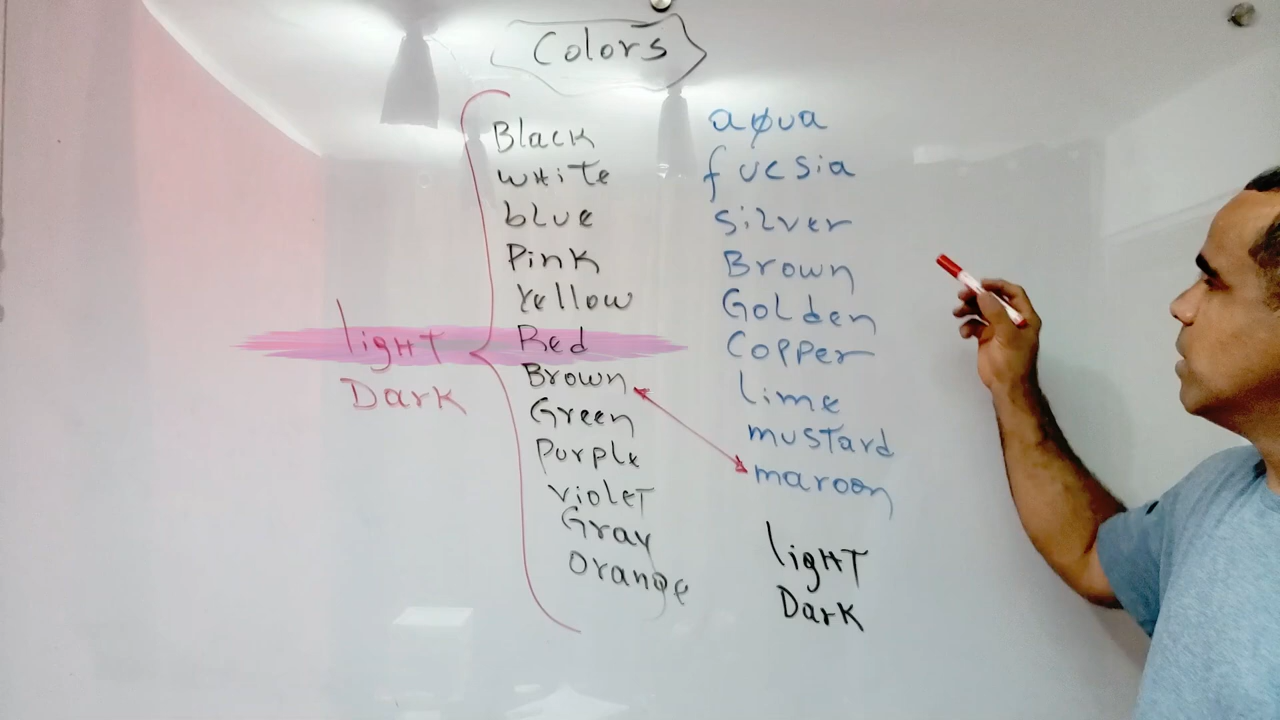 Colors
Black
wHiTe
blue
Pink
Yellow
Red
Brown
Green
Purple
violeT
Gray
Orange
ligHT
Dark
aqua
fucsia
Silver
Brown
Golden
Copper
lime
musTard
maroon
ligHT
Dark